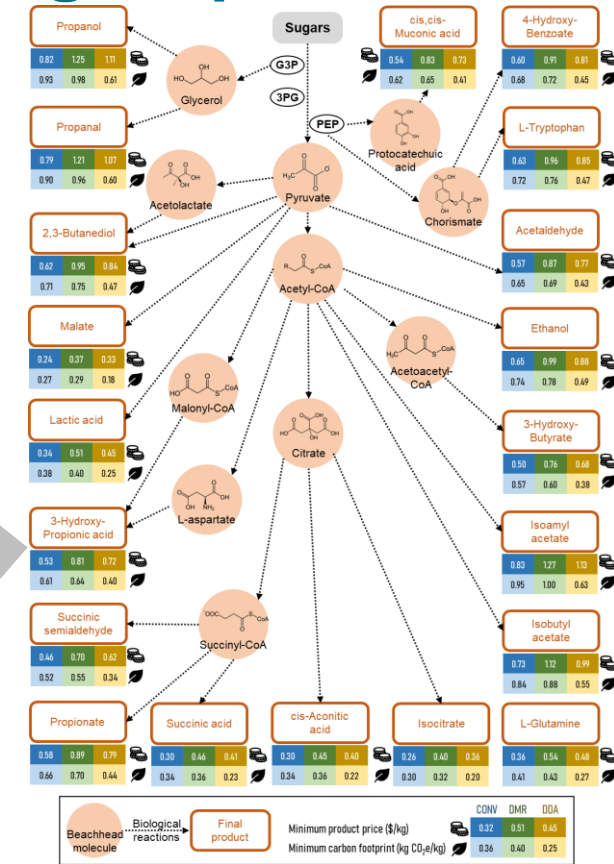 Propanol
0.82 1.25 1.11
0.93 0.98 0.61
Sugars
cis,cis-
Muconic acid
0.54 0.83 0.73
0.62 0.65 0.41
4-Hydroxy-
Benzoate
0.60 0.91 0.81
0.68 0.72 0.45
HO OH OH
Glycerol
G3P
3PG
PEP
Propanal
0.79 1.21 1.07
0.90 0.96 0.60
Protocatechuic
acid
L-Tryptophan
0.63 0.96 0.85
0.72 0.76 0.47
Acetolactate
Pyruvate
Chorismate
2,3-Butanediol
0.62 0.95 0.84
0.71 0.75 0.47
Acetaldehyde
0.57 0.87 0.77
0.65 0.69 0.43
Acetyl-CoA
Malate
0.24 0.37 0.33
0.27 0.29 0.18
Ethanol
0.65 0.99 0.88
0.74 0.78 0.49
Acetoacetyl-
CoA
Malonyl-CoA
Lactic acid
0.34 0.51 0.45
0.38 0.40 0.25
3-Hydroxy-
Butyrate
0.50 0.76 0.68
0.57 0.60 0.38
Citrate
L-aspartate
3-Hydroxy-
Propionic acid
0.53 0.81 0.72
0.61 0.64 0.40
Isoamyl
acetate
0.83 1.27 1.13
0.95 1.00 0.63
Succinic
semialdehyde
0.46 0.70 0.62
0.52 0.55 0.34
Succinyl-CoA
Isobutyl
acetate
0.73 1.12 0.99
0.84 0.88 0.55
Propionate
0.58 0.89 0.79
0.66 0.70 0.44
Succinic acid
0.30 0.46 0.41
0.34 0.36 0.23
cis-Aconitic
acid
0.30 0.45 0.40
0.34 0.36 0.22
Isocitrate
0.26 0.40 0.36
0.30 0.32 0.20
L-Glutamine
0.36 0.54 0.48
0.41 0.43 0.27
Beachhead
molecule
Biological
reactions
Final
product
CONV DMR DDA
Minimum product price ($/kg) 0.32 0.51 0.45
Minimum carbon footprint (kg CO₂e/kg) 0.36 0.40 0.25